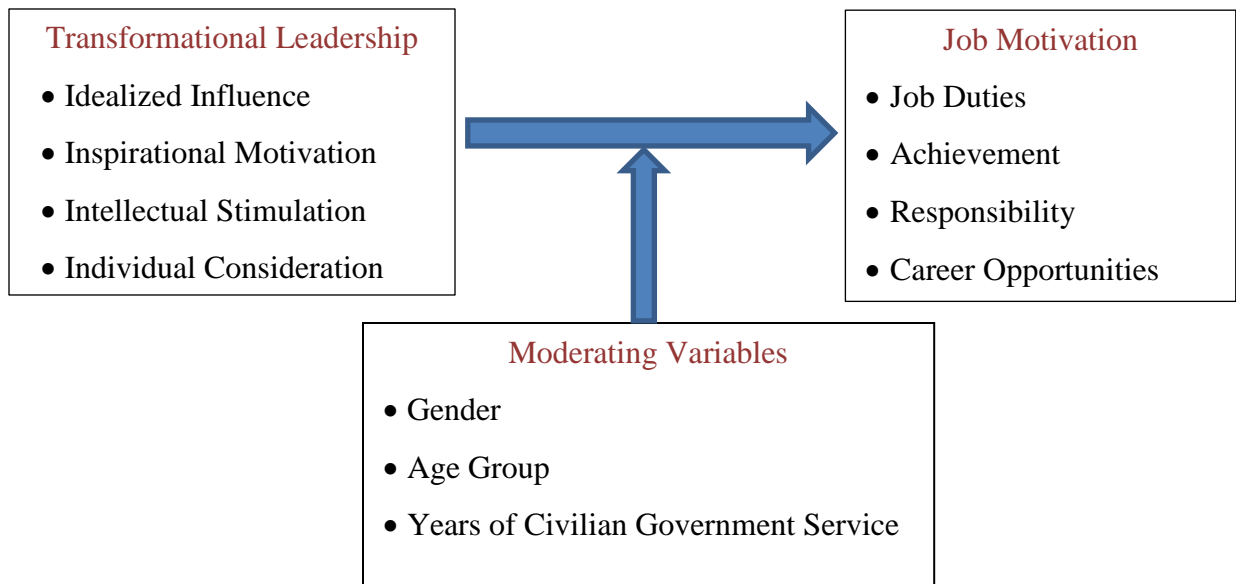 Transformational Leadership
• Idealized Influence
• Inspirational Motivation
• Intellectual Stimulation
• Individual Consideration
Job Motivation
• Job Duties
• Achievement
• Responsibility
• Career Opportunities
Moderating Variables
• Gender
• Age Group
• Years of Civilian Government Service